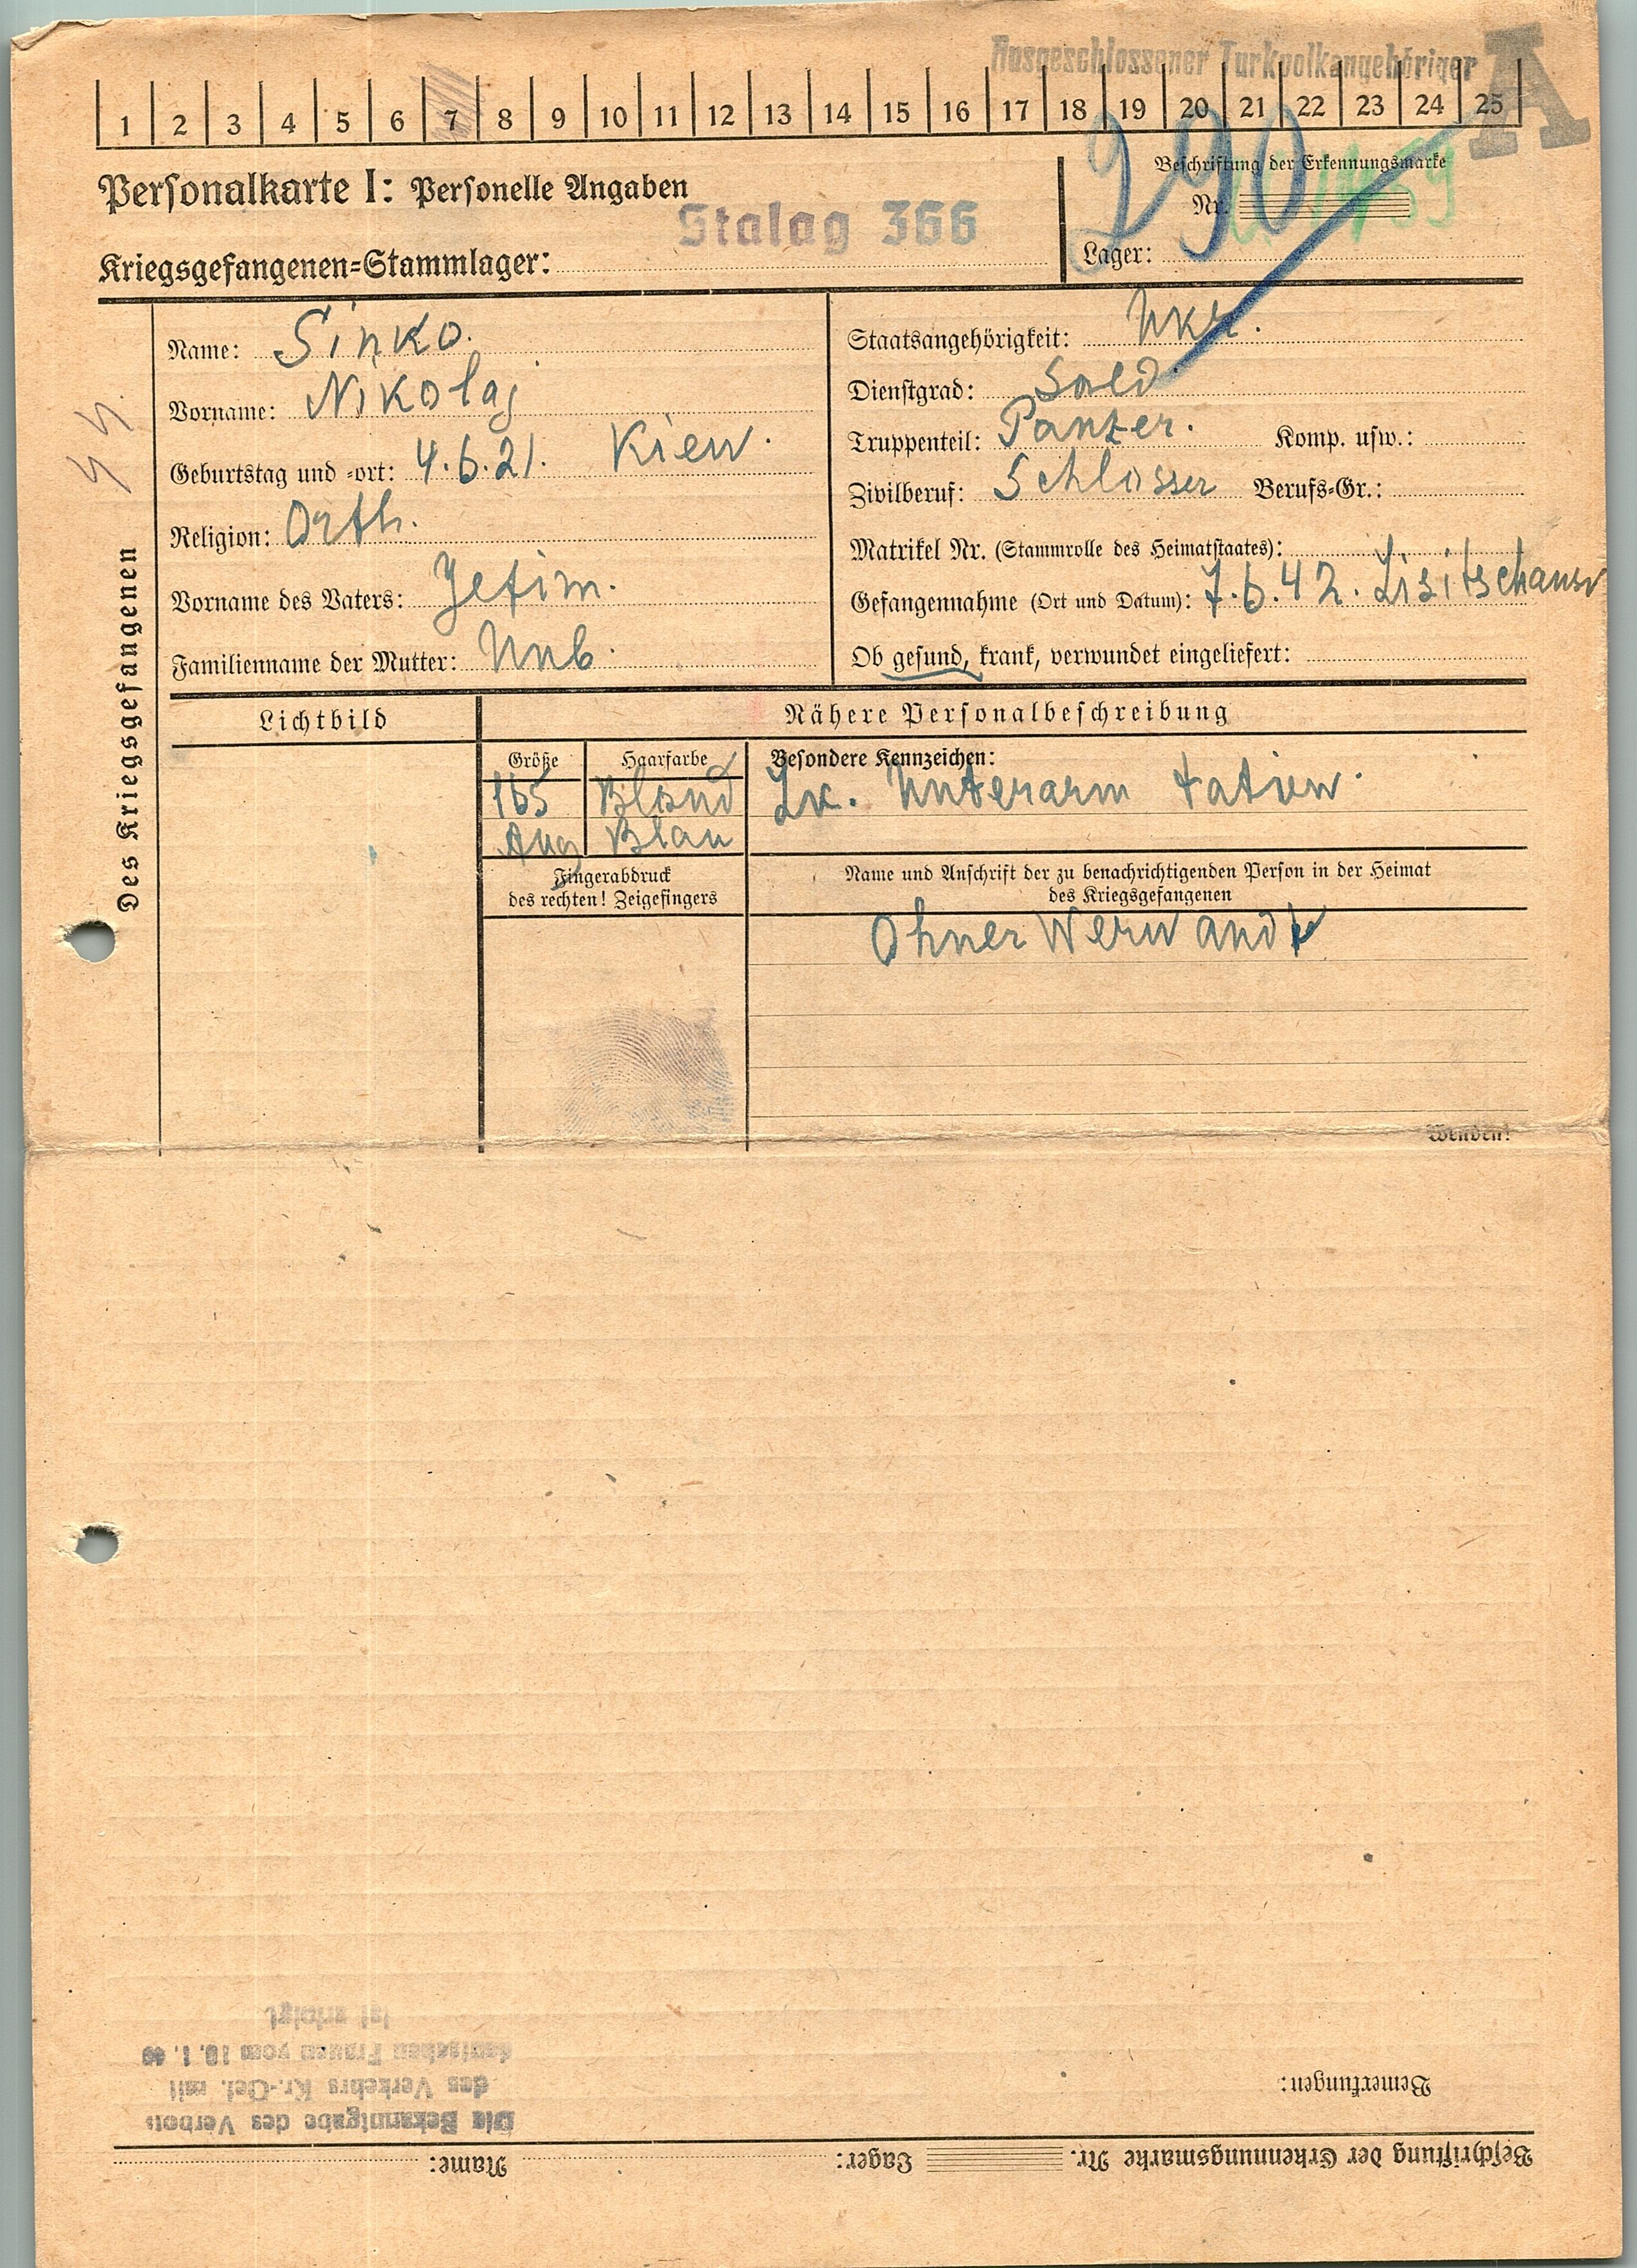 Ausgeschlossener Turkvolkangehöriger A
1 2 3 4 5 6 7 8 9 10 11 12 13 14 15 16 17 18 19 20 21 22 23 24 25
Personalkarte I: Personelle Angaben
Stalag 366
Kriegsgefangenen-Stammlager:
Beschriftung der Erkennungsmarke
290
Nr.
Lager:
Des Kriegsgefangenen
Name: Sinko.
Vorname: Nikolaj
Geburtstag und -ort: 4.6.21. Kiew.
Religion: Orth.
Vorname des Vaters: Jefim.
Familienname der Mutter: Unb.
Staatsangehörigkeit: Ukr.
Dienstgrad: Sold.
Truppenteil: Panzer. Komp. usw.:
Zivilberuf: Schlosser Berufs-Gr.:
Matrikel Nr. (Stammrolle des Heimatstaates):
Gefangennahme (Ort und Datum): 7.6.42. Lisitschansk
Ob gesund, krank, verwundet eingeliefert:
Lichtbild
Nähere Personalbeschreibung
Größe Haarfarbe Besondere Kennzeichen:
165 Blond Lk. Unterarm tatiew.
Aug Blau
Fingerabdruck
des rechten! Zeigefingers
Name und Anschrift der zu benachrichtigenden Person in der Heimat
des Kriegsgefangenen
Ohner Werwandt
Wenden!
Beschriftung der Erkennungsmarke Nr. Lager: Name:
Bemerkungen:
Die Bekanntgabe des Verbots
des Verkehrs Kr.-Gef. mit
deutschen Frauen vom 10.1.40
ist erfolgt